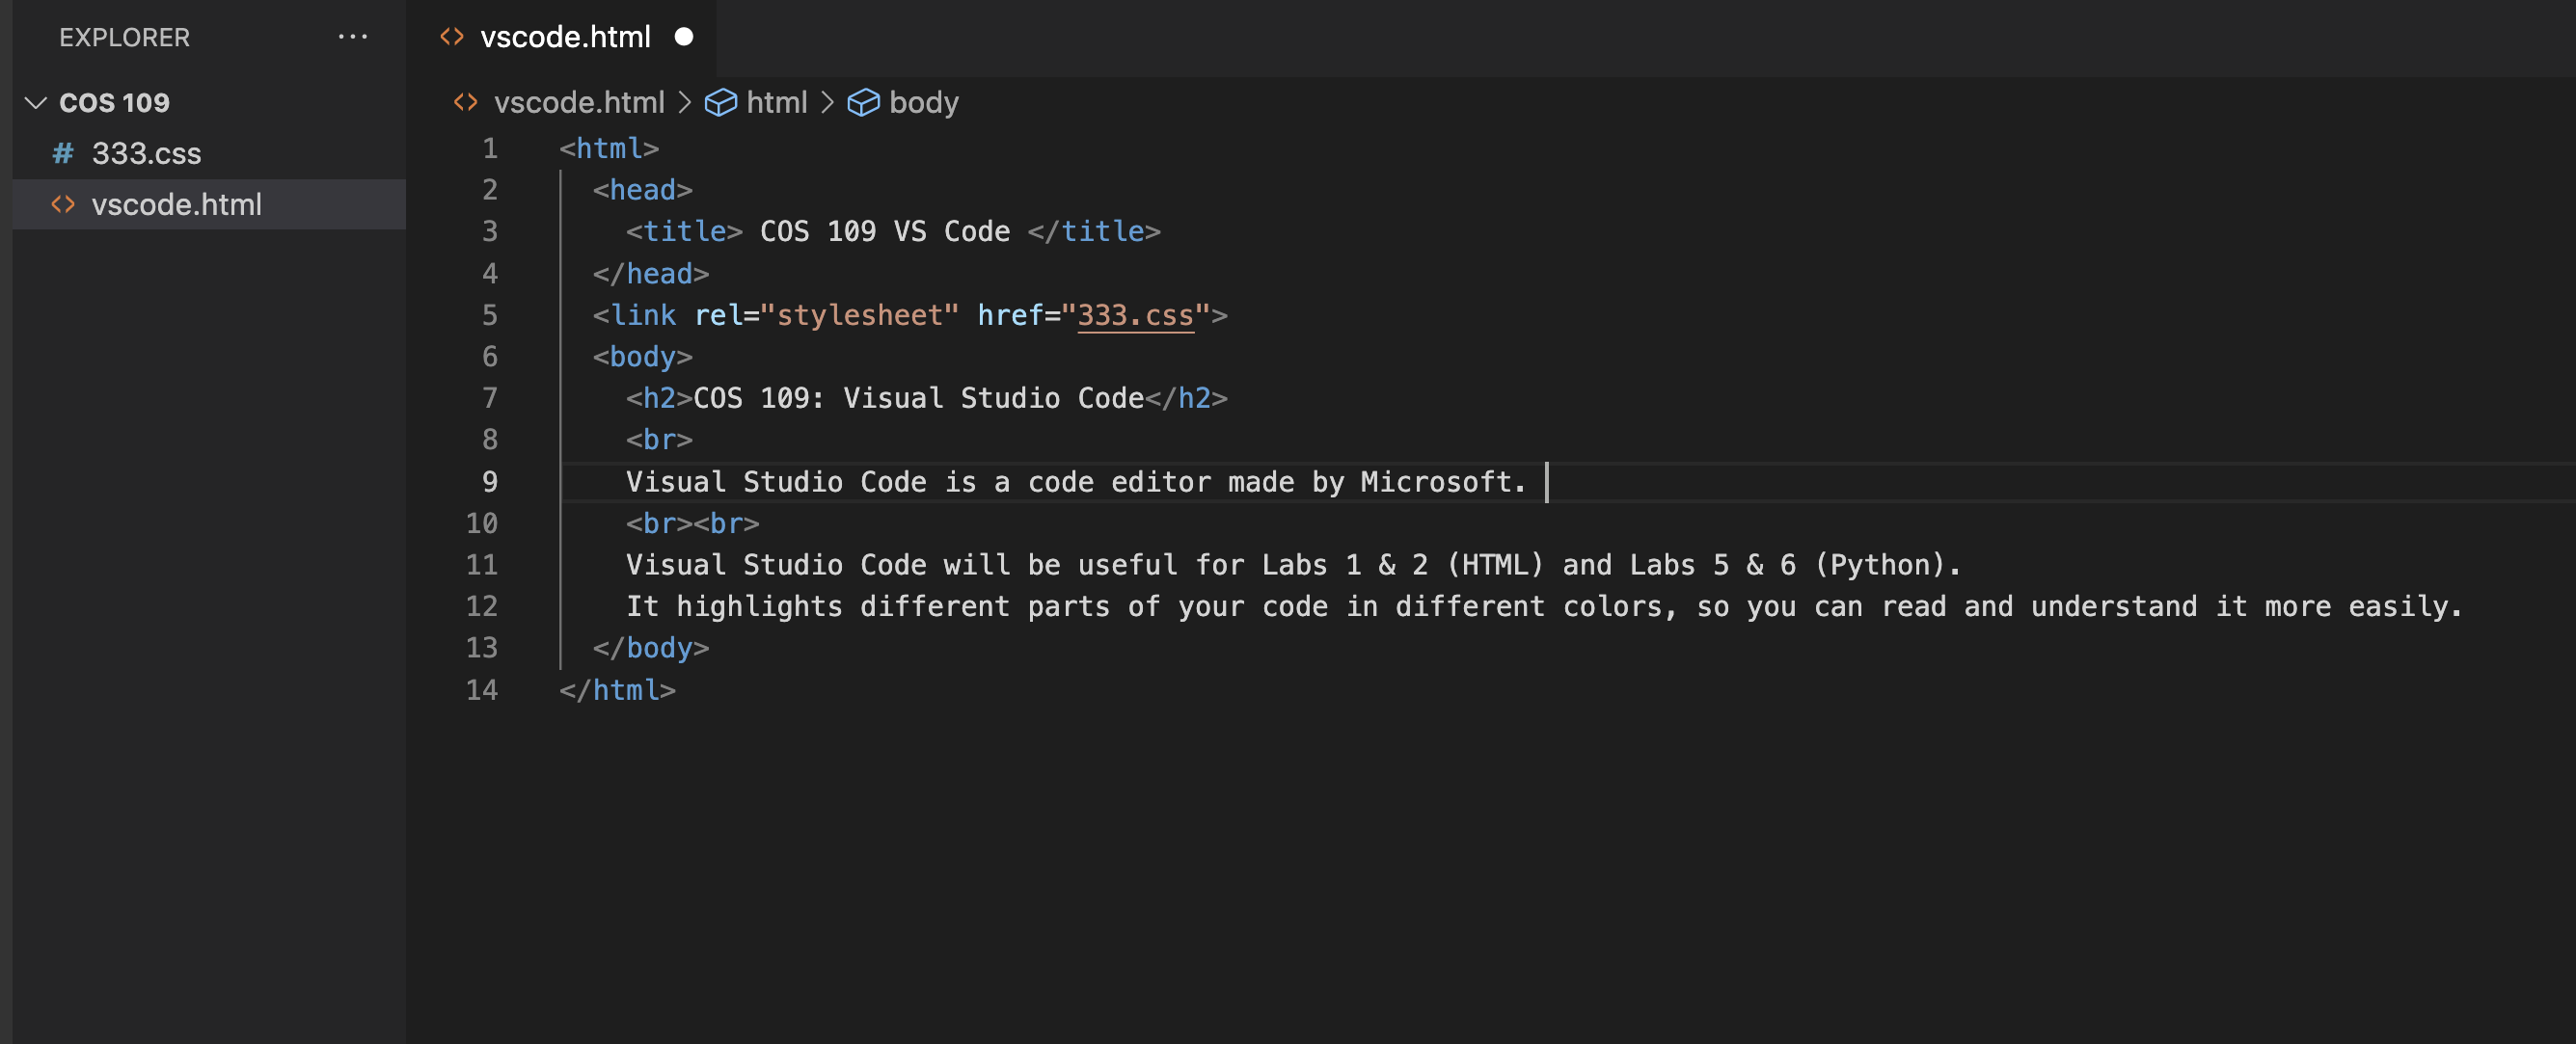 EXPLORER ···
COS 109
# 333.css
<> vscode.html
<> vscode.html ●
<> vscode.html > html > body
1 <html>
2 <head>
3 <title> COS 109 VS Code </title>
4 </head>
5 <link rel="stylesheet" href="333.css">
6 <body>
7 <h2>COS 109: Visual Studio Code</h2>
8 <br>
9 Visual Studio Code is a code editor made by Microsoft.
10 <br><br>
11 Visual Studio Code will be useful for Labs 1 & 2 (HTML) and Labs 5 & 6 (Python).
12 It highlights different parts of your code in different colors, so you can read and understand it more easily.
13 </body>
14 </html>